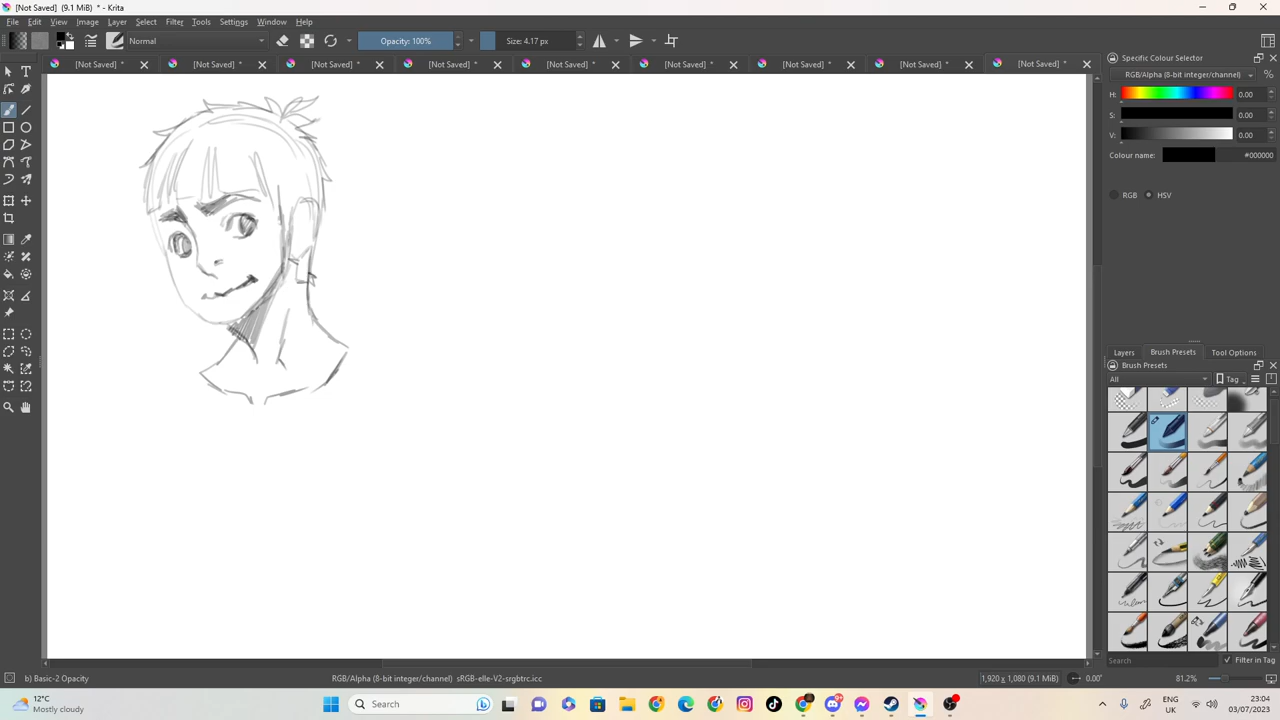 [Not Saved] (9.1 MiB) * - Krita
File Edit View Image Layer Select Filter Tools Settings Window Help
Normal Opacity: 100% Size: 4.17 px
[Not Saved] * [Not Saved] * [Not Saved] * [Not Saved] * [Not Saved] * [Not Saved] * [Not Saved] * [Not Saved] * [Not Saved] *
Specific Colour Selector
RGB/Alpha (8-bit integer/channel) %
H: 0.00
S: 0.00
V: 0.00
Colour name: #000000
RGB HSV
Layers Brush Presets Tool Options
Brush Presets
All Tag
Search Filter in Tag
b) Basic-2 Opacity RGB/Alpha (8-bit integer/channel) sRGB-elle-V2-srgbtrc.icc 1,920 x 1,080 (9.1 MiB) 0.00° 81.2%
12°C
Mostly cloudy
Search
ENG
UK
23:04
03/07/2023